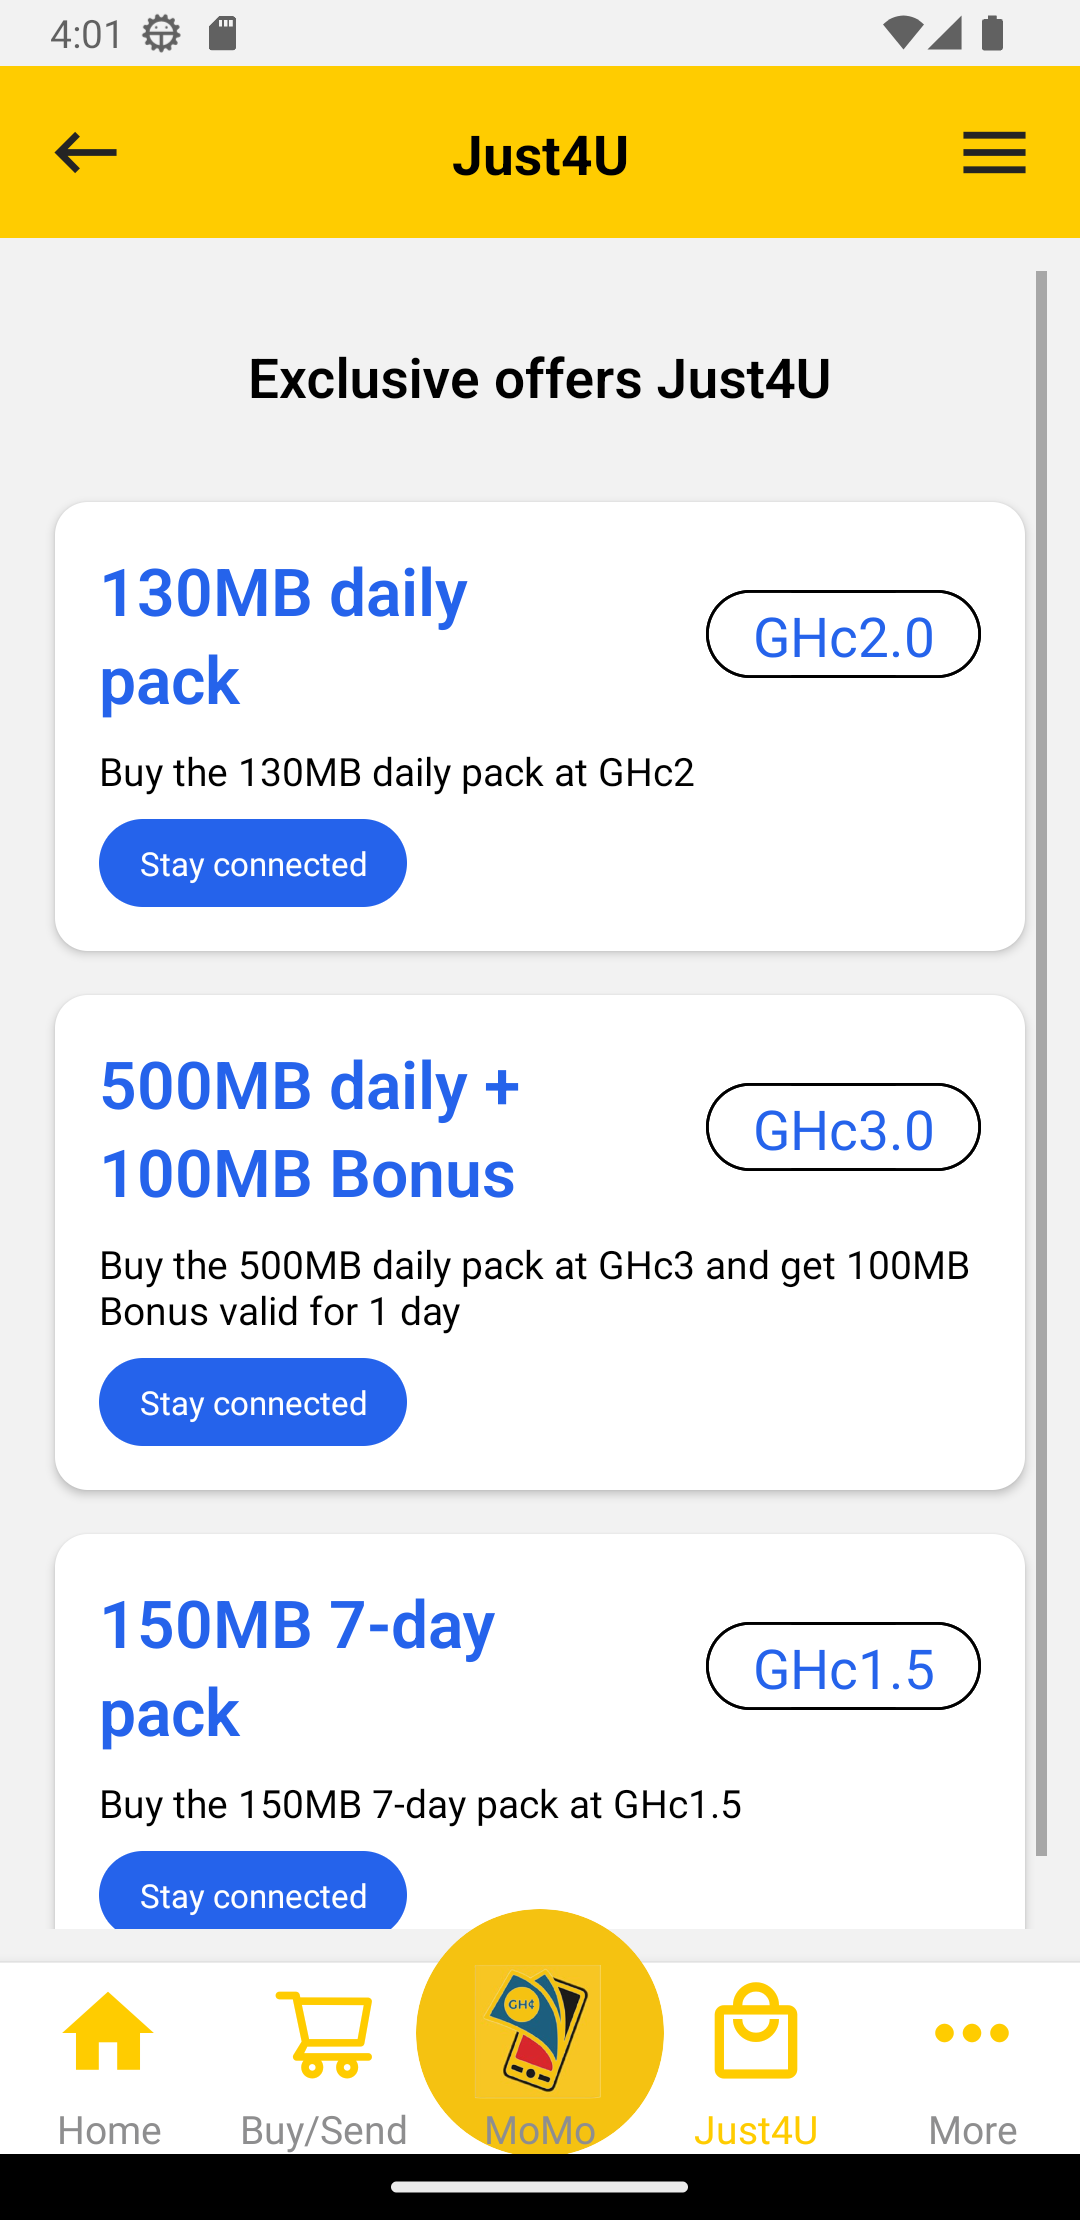 4:01
Just4U
Exclusive offers Just4U
130MB daily
pack
GHc2.0
Buy the 130MB daily pack at GHc2
Stay connected
500MB daily +
100MB Bonus
GHc3.0
Buy the 500MB daily pack at GHc3 and get 100MB
Bonus valid for 1 day
Stay connected
150MB 7-day
pack
GHc1.5
Buy the 150MB 7-day pack at GHc1.5
Stay connected
GH¢
Home
Buy/Send
MoMo
Just4U
More